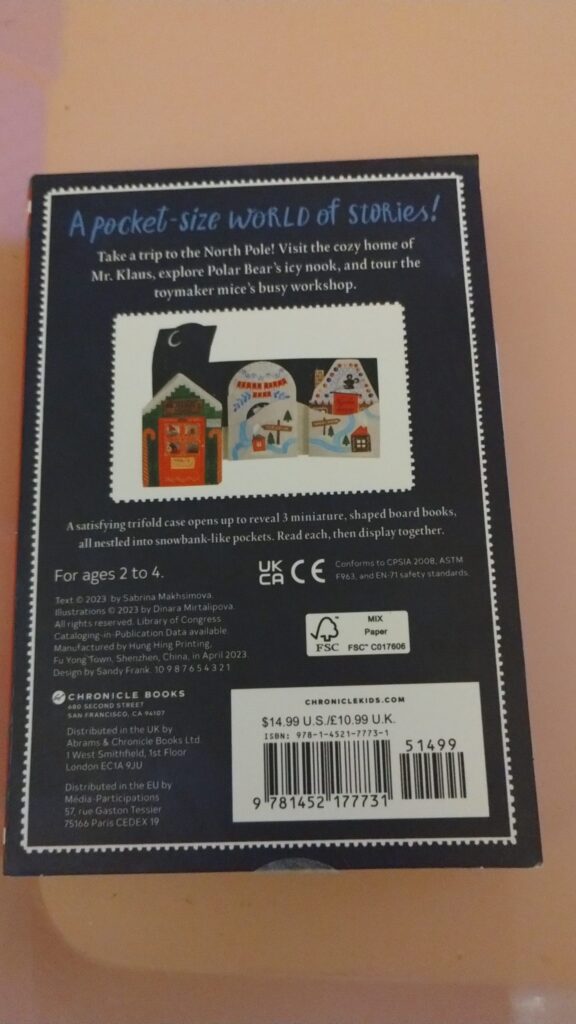 A pocket-size WORLD of stories!
Take a trip to the North Pole! Visit the cozy home of
Mr. Klaus, explore Polar Bear's icy nook, and tour the
toymaker mice's busy workshop.
A satisfying trifold case opens up to reveal 3 miniature, shaped board books,
all nestled into snowbank-like pockets. Read each, then display together.
For ages 2 to 4.
UK
CA CE
Conforms to CPSIA 2008, ASTM
F963, and EN-71 safety standards.
Text © 2023 by Sabrina Makhsimova.
Illustrations © 2023 by Dinara Mirtalipova.
All rights reserved. Library of Congress
Cataloging-in-Publication Data available.
Manufactured by Hung Hing Printing,
Fu Yong Town, Shenzhen, China, in April 2023.
Design by Sandy Frank. 10 9 8 7 6 5 4 3 2 1
FSC
MIX
Paper
FSC™ C017606
CHRONICLE BOOKS
680 SECOND STREET
SAN FRANCISCO, CA 94107
Distributed in the UK by
Abrams & Chronicle Books Ltd.
1 West Smithfield, 1st Floor
London EC1A 9JU
Distributed in the EU by
Média-Participations
57, rue Gaston Tessier
75166 Paris CEDEX 19
CHRONICLEKIDS.COM
$14.99 U.S./£10.99 U.K.
ISBN: 978-1-4521-7773-1
51499
9 781452 177731